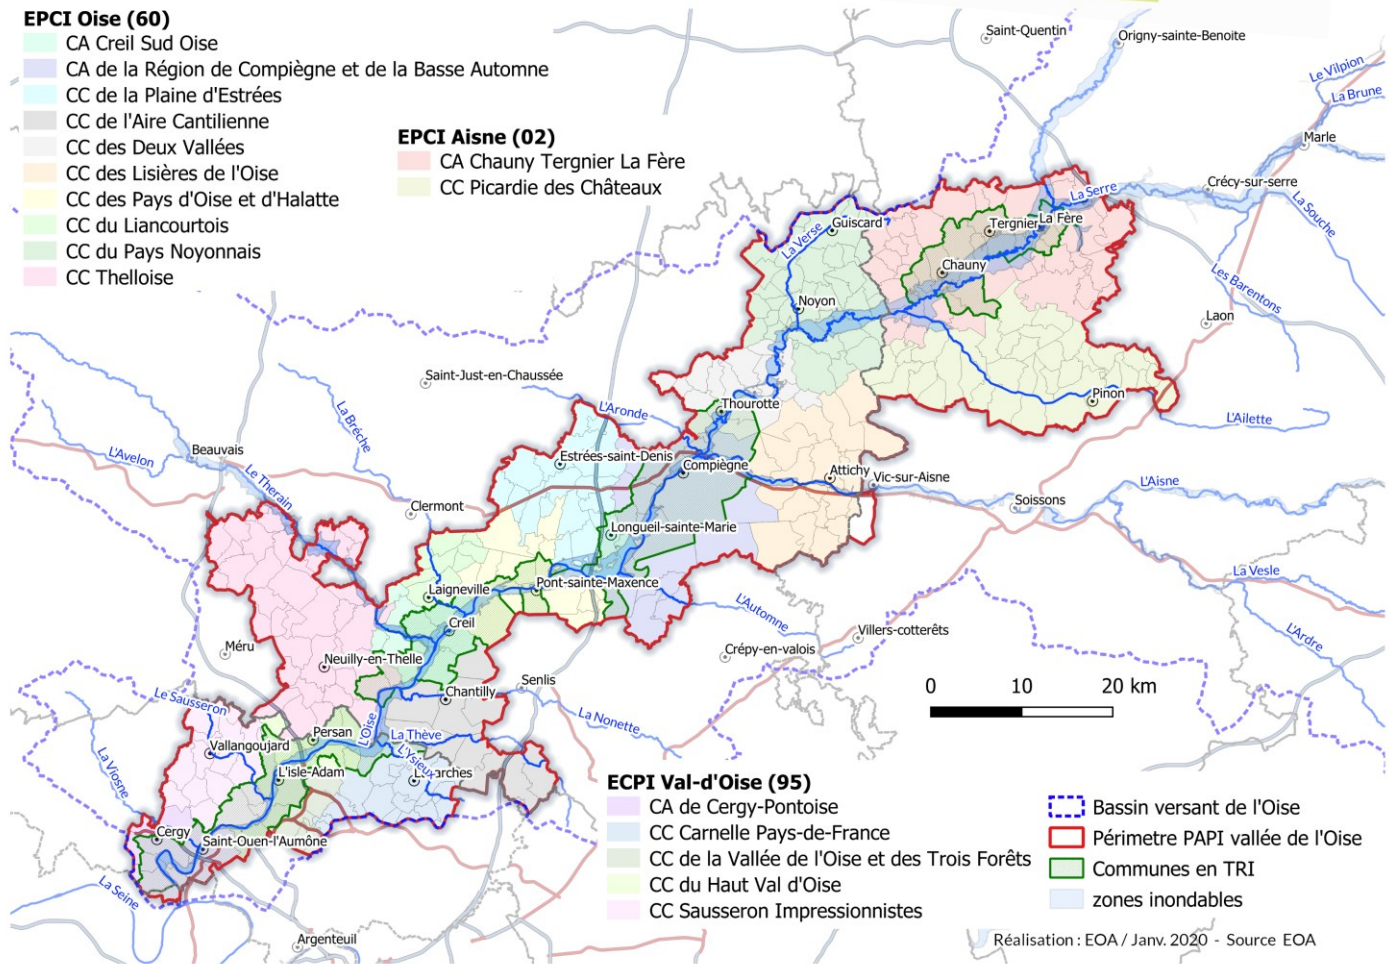 EPCI Oise (60)
CA Creil Sud Oise
CA de la Région de Compiègne et de la Basse Automne
CC de la Plaine d'Estrées
CC de l'Aire Cantilienne
CC des Deux Vallées
CC des Lisières de l'Oise
CC des Pays d'Oise et d'Halatte
CC du Liancourtois
CC du Pays Noyonnais
CC Thelloise
EPCI Aisne (02)
CA Chauny Tergnier La Fère
CC Picardie des Châteaux
Saint-Quentin
Origny-sainte-Benoite
Le Vilpion
La Brune
Marle
Crécy-sur-serre
La Serre
La Souche
Les Barentons
Laon
Guiscard
La Verse
Tergnier
La Fère
Chauny
Noyon
Pinon
L'Ailette
Saint-Just-en-Chaussée
L'Aronde
Thourotte
La Brêche
Beauvais
L'Avelon
Le Therain
Estrées-saint-Denis
Compiègne
Attichy
Vic-sur-Aisne
L'Aisne
Soissons
Clermont
Longueil-sainte-Marie
Pont-sainte-Maxence
Laigneville
L'Automne
La Vesle
L'Ardre
Creil
Villers-cotterêts
Crépy-en-valois
Méru
Neuilly-en-Thelle
Chantilly
Senlis
La Nonette
Le Sausseron
L'Oise
Persan
La Thève
L'Ysieux
Vallangoujard
La Viosne
L'isle-Adam
Cergy
Saint-Ouen-l'Aumône
La Seine
Argenteuil
0 10 20 km
ECPI Val-d'Oise (95)
CA de Cergy-Pontoise
CC Carnelle Pays-de-France
CC de la Vallée de l'Oise et des Trois Forêts
CC du Haut Val d'Oise
CC Sausseron Impressionnistes
Bassin versant de l'Oise
Périmetre PAPI vallée de l'Oise
Communes en TRI
zones inondables
Réalisation : EOA / Janv. 2020 - Source EOA